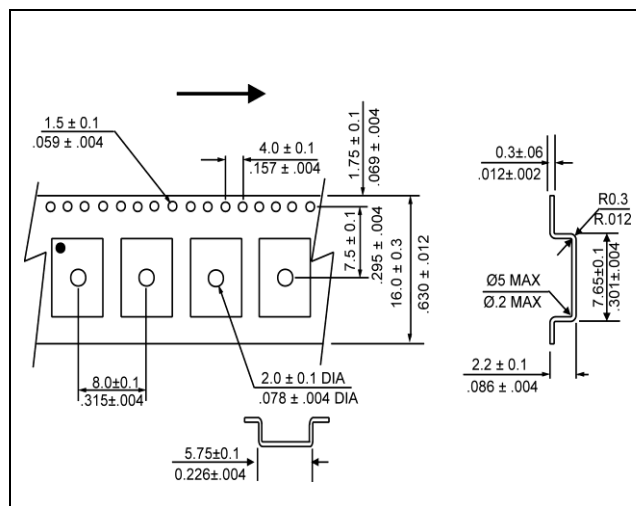 1.5 ± 0.1
.059 ± .004
4.0 ± 0.1
.157 ± .004
1.75 ± 0.1
.069 ± .004
7.5 ± 0.1
.295 ± .004
16.0 ± 0.3
.630 ± .012
8.0±0.1
.315±.004
2.0 ± 0.1 DIA
.078 ± .004 DIA
5.75±0.1
0.226±.004
0.3±.06
.012±.002
R0.3
R.012
Ø5 MAX
Ø.2 MAX
7.65±0.1
.301±.004
2.2 ± 0.1
.086 ± .004